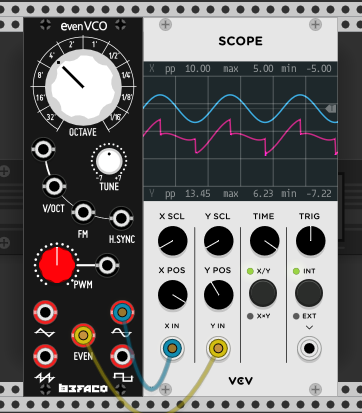 evenVCO
SCOPE
X pp 10.00 max 5.00 min -5.00
2' 1'
4' 1/2'
8' 1/4'
16' 1/8'
32' 1/16'
OCTAVE
-7 +7
TUNE
V/OCT
FM
H.SYNC
PWM
EVEN
BEFACO
Y pp 13.45 max 6.23 min -7.22
X SCL Y SCL TIME TRIG
X POS Y POS X/Y INT
X×Y EXT
X IN Y IN
VCV